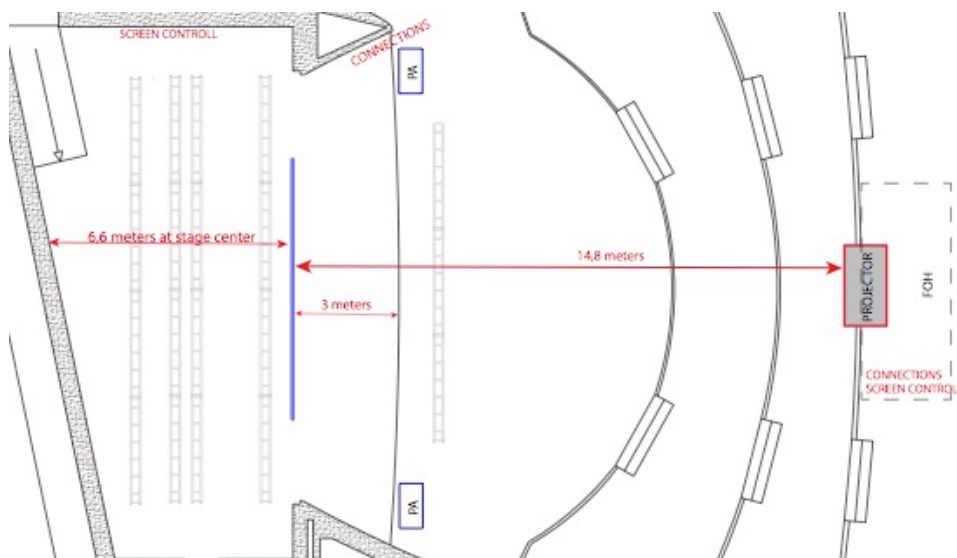 SCREEN CONTROLL
CONNECTIONS
PA
6,6 meters at stage center
14,8 meters
3 meters
PROJECTOR
FOH
CONNECTIONS
SCREEN CONTROL
PA